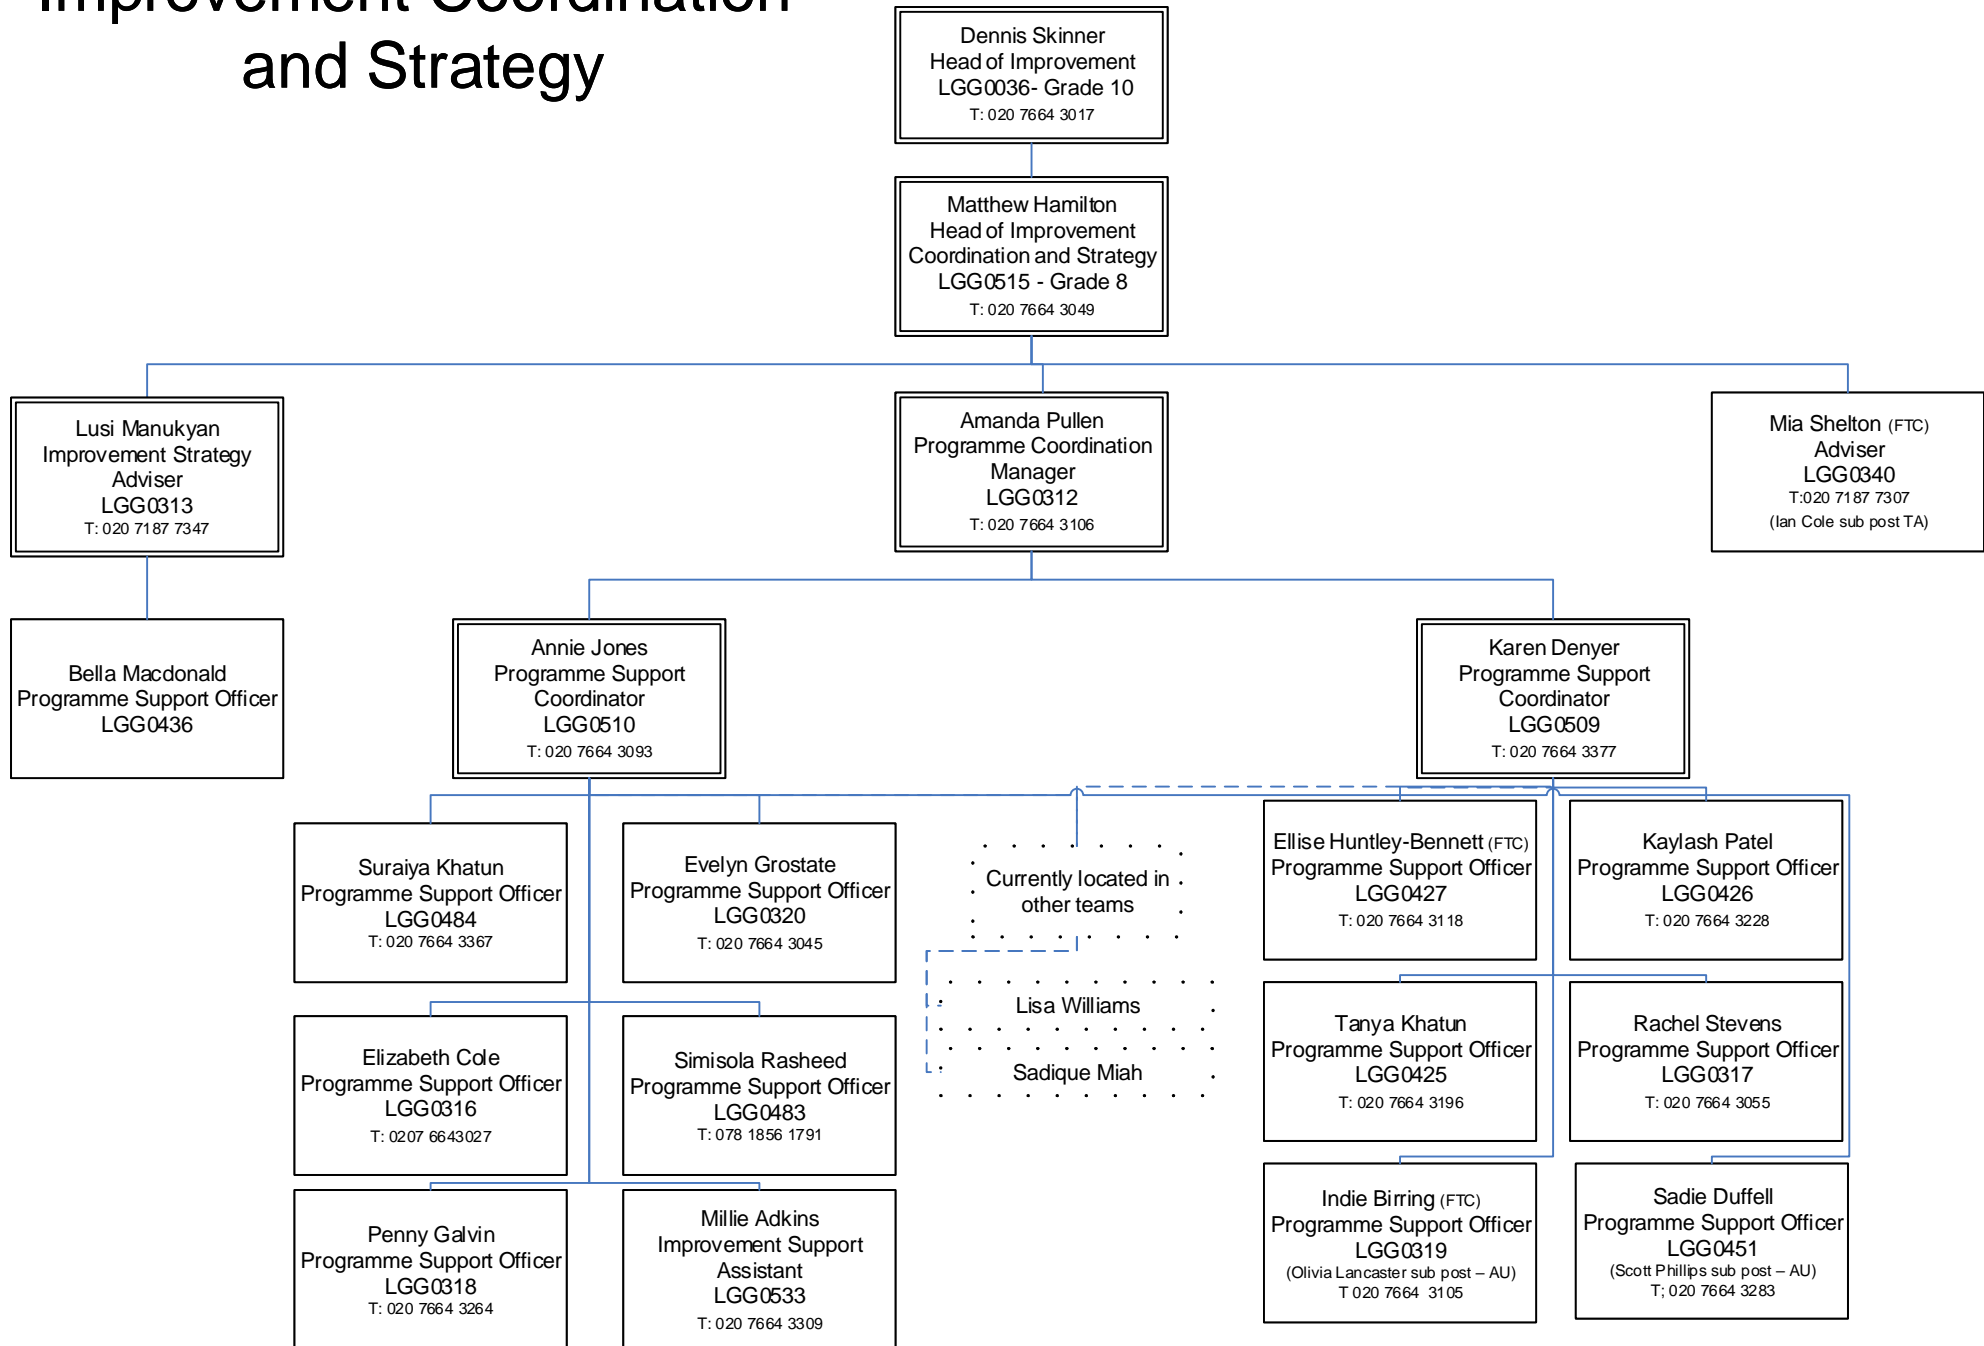 Improvement Coordination
and Strategy
Dennis Skinner
Head of Improvement
LGG0036- Grade 10
T: 020 7664 3017
Matthew Hamilton
Head of Improvement
Coordination and Strategy
LGG0515 - Grade 8
T: 020 7664 3049
Lusi Manukyan
Improvement Strategy
Adviser
LGG0313
T: 020 7187 7347
Amanda Pullen
Programme Coordination
Manager
LGG0312
T: 020 7664 3106
Mia Shelton (FTC)
Adviser
LGG0340
T:020 7187 7307
(Ian Cole sub post TA)
Bella Macdonald
Programme Support Officer
LGG0436
Annie Jones
Programme Support
Coordinator
LGG0510
T: 020 7664 3093
Karen Denyer
Programme Support
Coordinator
LGG0509
T: 020 7664 3377
Suraiya Khatun
Programme Support Officer
LGG0484
T: 020 7664 3367
Evelyn Grostate
Programme Support Officer
LGG0320
T: 020 7664 3045
Currently located in
other teams
Lisa Williams
Sadique Miah
Ellise Huntley-Bennett (FTC)
Programme Support Officer
LGG0427
T: 020 7664 3118
Kaylash Patel
Programme Support Officer
LGG0426
T: 020 7664 3228
Elizabeth Cole
Programme Support Officer
LGG0316
T: 0207 6643027
Simisola Rasheed
Programme Support Officer
LGG0483
T: 078 1856 1791
Tanya Khatun
Programme Support Officer
LGG0425
T: 020 7664 3196
Rachel Stevens
Programme Support Officer
LGG0317
T: 020 7664 3055
Penny Galvin
Programme Support Officer
LGG0318
T: 020 7664 3264
Millie Adkins
Improvement Support
Assistant
LGG0533
T: 020 7664 3309
Indie Birring (FTC)
Programme Support Officer
LGG0319
(Olivia Lancaster sub post – AU)
T 020 7664 3105
Sadie Duffell
Programme Support Officer
LGG0451
(Scott Phillips sub post – AU)
T; 020 7664 3283